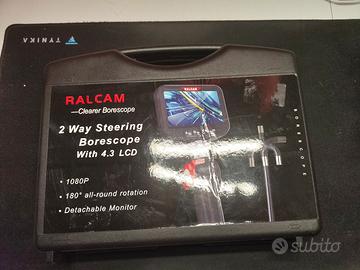 TYNIKA
RALCAM
—Clearer Borescope
2 Way Steering
Borescope
With 4.3 LCD
• 1080P
• 180° all-round rotation
• Detachable Monitor
BORESCOPE
subito